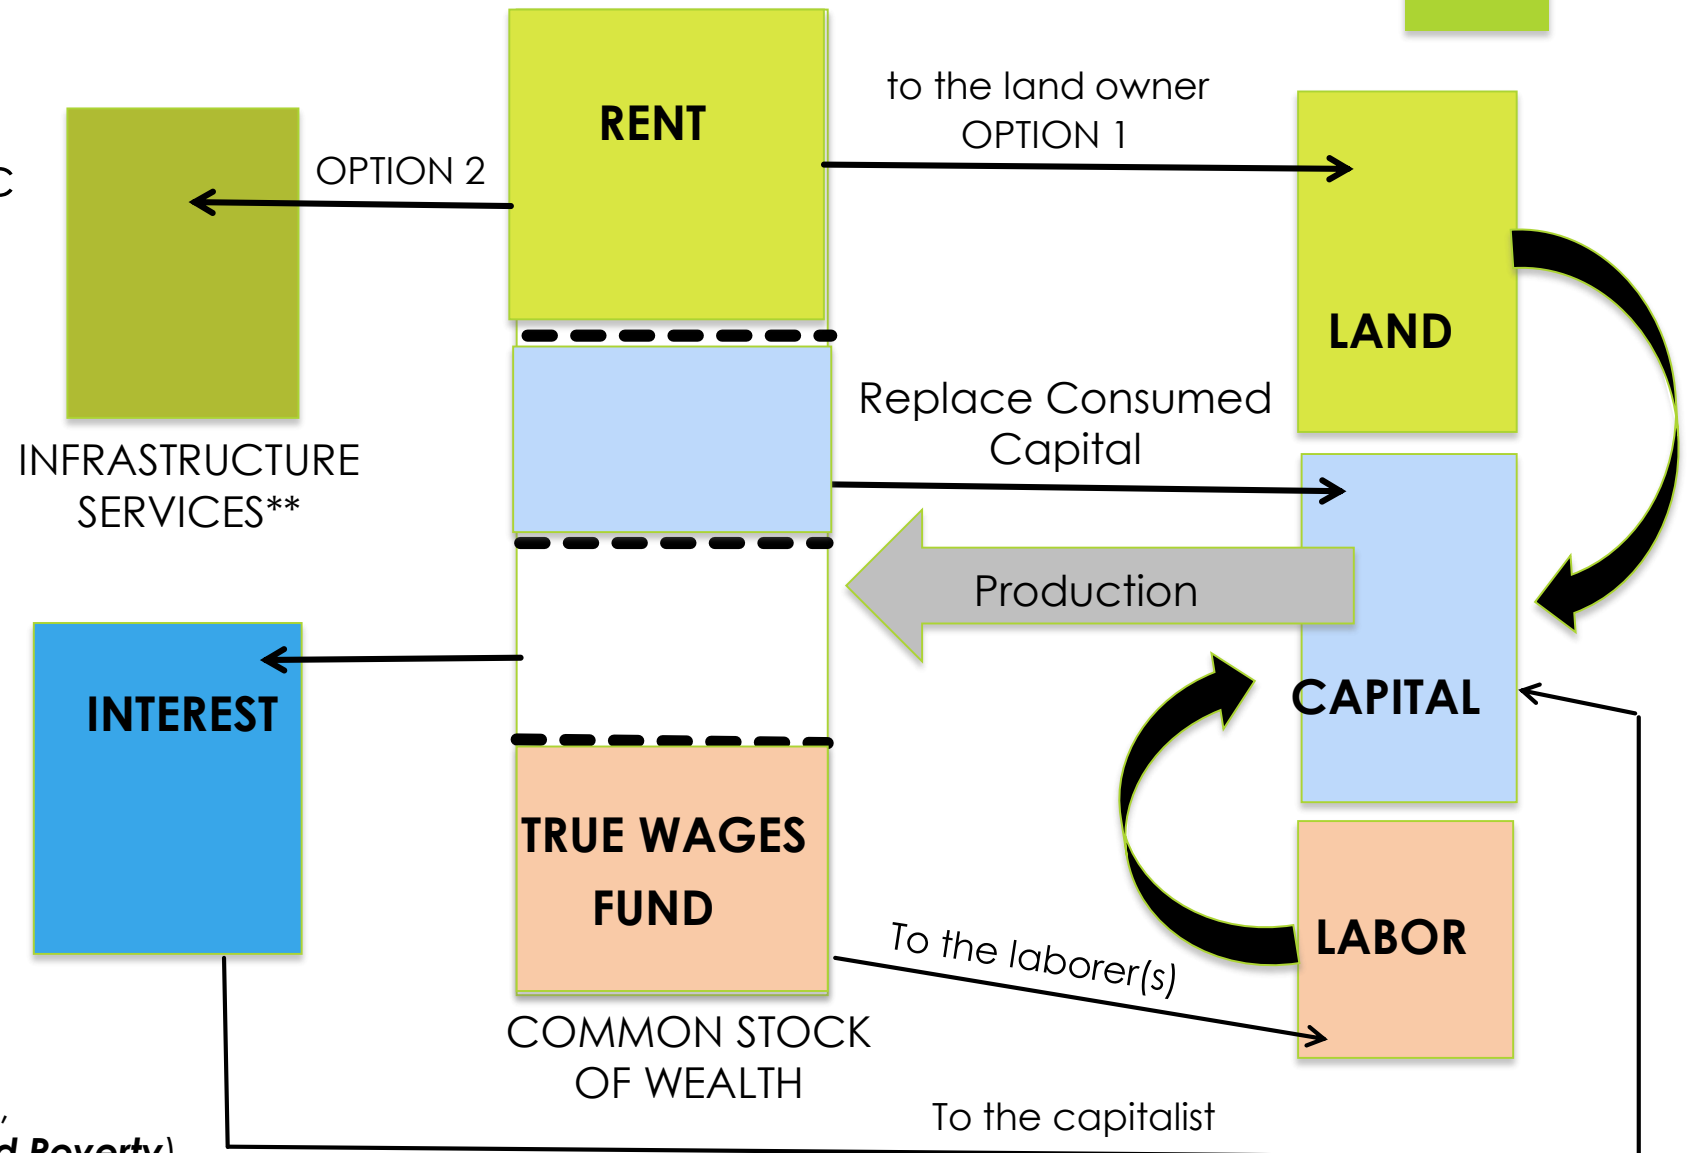 to the land owner
OPTION 1
RENT
OPTION 2
C
LAND
Replace Consumed
Capital
INFRASTRUCTURE
SERVICES**
Production
INTEREST
CAPITAL
TRUE WAGES
FUND
To the laborer(s)
LABOR
COMMON STOCK
OF WEALTH
To the capitalist
d Poverty)